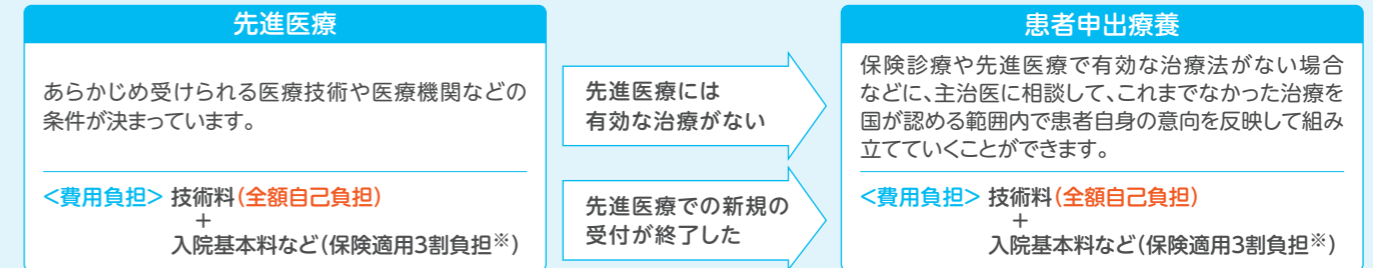 先進医療
あらかじめ受けられる医療技術や医療機関などの
条件が決まっています。
<費用負担> 技術料(全額自己負担)
+
入院基本料など(保険適用3割負担※)
先進医療には
有効な治療がない
先進医療での新規の
受付が終了した
患者申出療養
保険診療や先進医療で有効な治療法がない場合
などに、主治医に相談して、これまでなかった治療を
国が認める範囲内で患者自身の意向を反映して組み
立てていくことができます。
<費用負担> 技術料(全額自己負担)
+
入院基本料など(保険適用3割負担※)